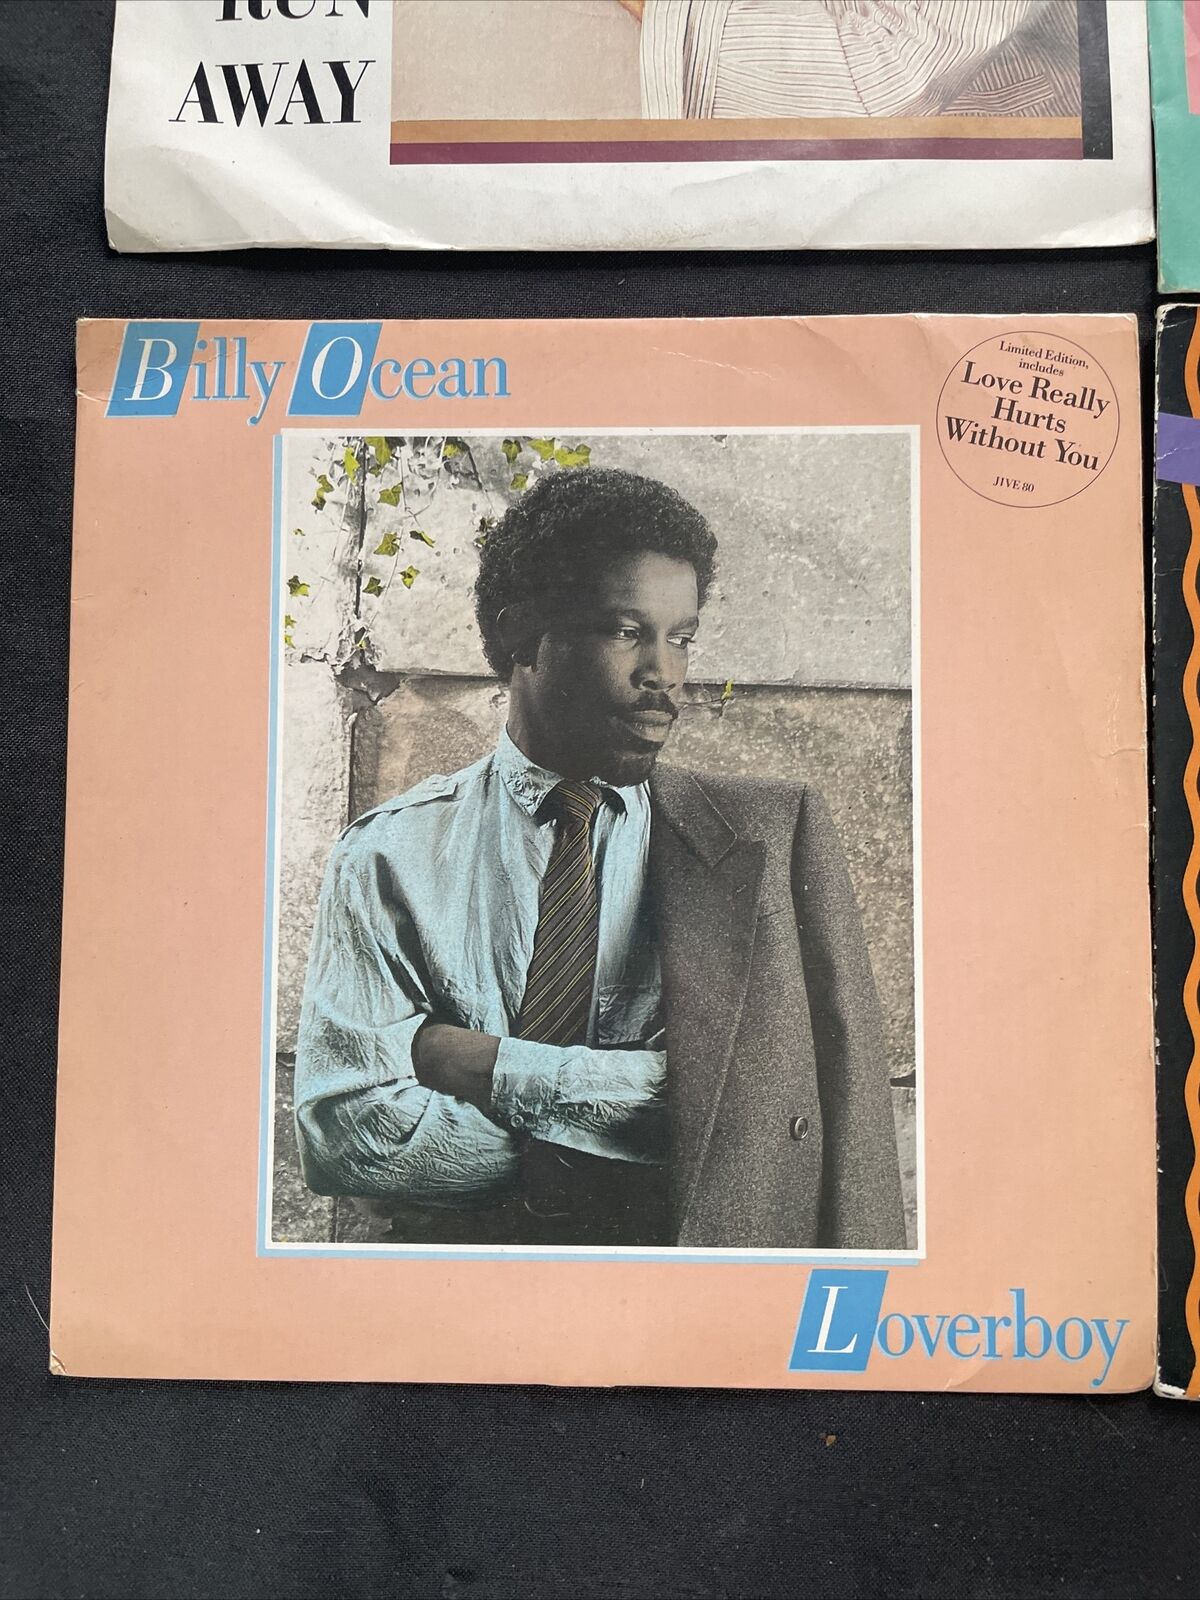 RUN
AWAY
Billy Ocean
Limited Edition,
includes
Love Really
Hurts
Without You
JIVE 80
Loverboy